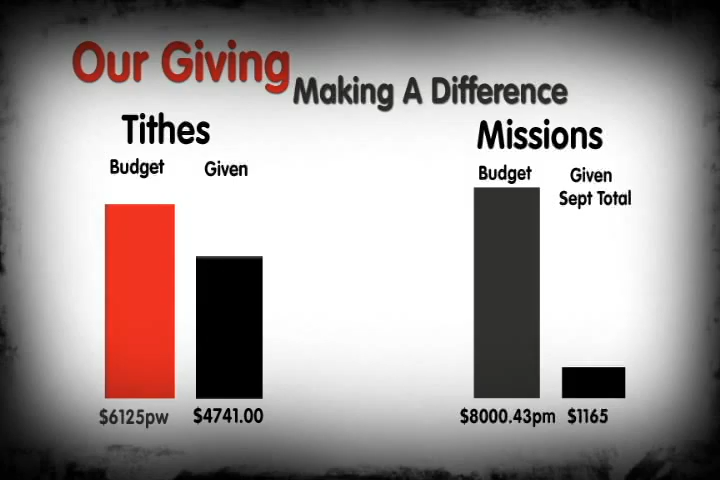 Our Giving
Making A Difference
Tithes
Budget
Given
$6125pw
$4741.00
Missions
Budget
Given
Sept Total
$8000.43pm
$1165